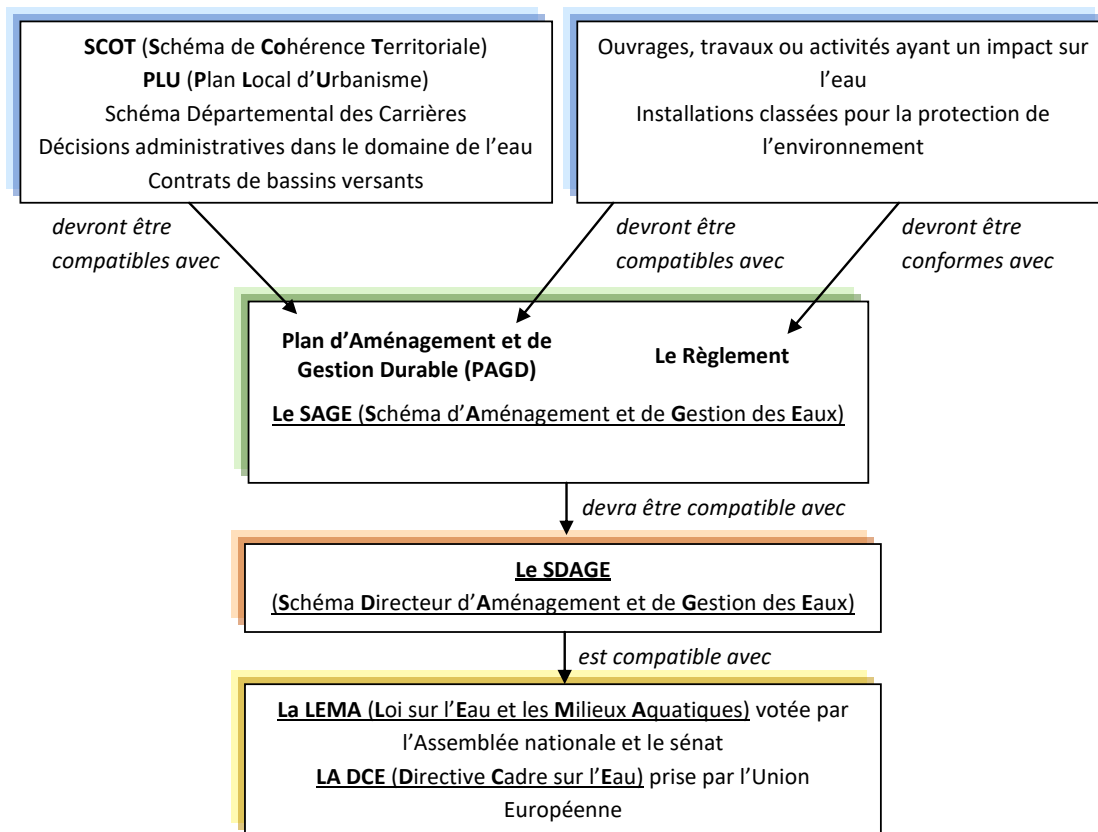 SCOT (Schéma de Cohérence Territoriale)
PLU (Plan Local d’Urbanisme)
Schéma Départemental des Carrières
Décisions administratives dans le domaine de l’eau
Contrats de bassins versants
Ouvrages, travaux ou activités ayant un impact sur
l’eau
Installations classées pour la protection de
l’environnement
devront être
compatibles avec
devront être
compatibles avec
devront être
conformes avec
Plan d’Aménagement et de
Gestion Durable (PAGD)
Le Règlement
Le SAGE (Schéma d’Aménagement et de Gestion des Eaux)
devra être compatible avec
Le SDAGE
(Schéma Directeur d’Aménagement et de Gestion des Eaux)
est compatible avec
La LEMA (Loi sur l’Eau et les Milieux Aquatiques) votée par
l’Assemblée nationale et le sénat
LA DCE (Directive Cadre sur l’Eau) prise par l’Union
Européenne